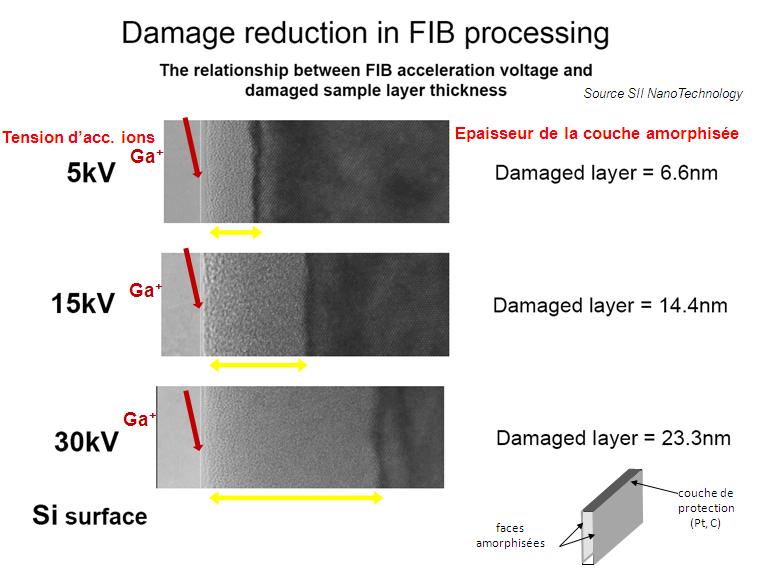 Damage reduction in FIB processing
The relationship between FIB acceleration voltage and
damaged sample layer thickness
Source SII NanoTechnology
Tension d’acc. ions
Epaisseur de la couche amorphisée
Ga+
5kV
Damaged layer = 6.6nm
Ga+
15kV
Damaged layer = 14.4nm
Ga+
30kV
Damaged layer = 23.3nm
Si surface
couche de
protection
(Pt, C)
faces
amorphisées